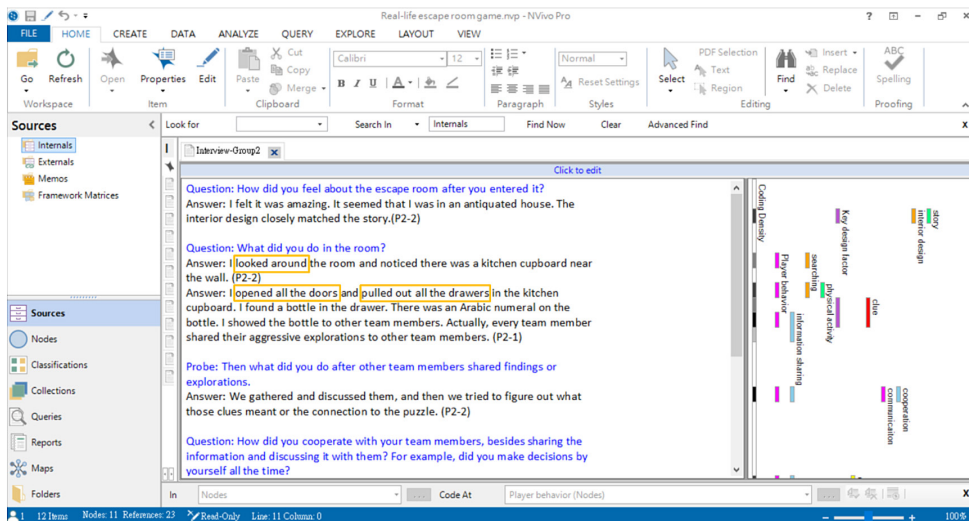 Real-life escape room game.nvp - NVivo Pro
FILE HOME CREATE DATA ANALYZE QUERY EXPLORE LAYOUT VIEW
Go Refresh Open Properties Edit Paste Cut Copy Merge
Calibri 12 Normal Reset Settings
B I U A
Select PDF Selection Text Region Find Insert Replace Delete ABC Spelling
Workspace Item Clipboard Format Paragraph Styles Editing Proofing
Sources Look for Search In Internals Find Now Clear Advanced Find X
Internals
Externals
Memos
Framework Matrices
Sources
Nodes
Classifications
Collections
Queries
Reports
Maps
Folders
Interview-Group2
Click to edit
Question: How did you feel about the escape room after you entered it?
Answer: I felt it was amazing. It seemed that I was in an antiquated house. The
interior design closely matched the story.(P2-2)
Question: What did you do in the room?
Answer: I looked around the room and noticed there was a kitchen cupboard near
the wall. (P2-2)
Answer: I opened all the doors and pulled out all the drawers in the kitchen
cupboard. I found a bottle in the drawer. There was an Arabic numeral on the
bottle. I showed the bottle to other team members. Actually, every team member
shared their aggressive explorations to other team members. (P2-1)
Probe: Then what did you do after other team members shared findings or
explorations.
Answer: We gathered and discussed them, and then we tried to figure out what
those clues meant or the connection to the puzzle. (P2-2)
Question: How did you cooperate with your team members, besides sharing the
information and discussing it with them? For example, did you make decisions by
yourself all the time?
Coding Density
Player behavior
information sharing
searching
physical activity
Key design factor
clue
communicaiton
cooperation
interior design
story
In Nodes ... Code At Player behavior (Nodes) ... X
1 12 Items Nodes: 11 References: 23 Read-Only Line: 11 Column: 0 100%